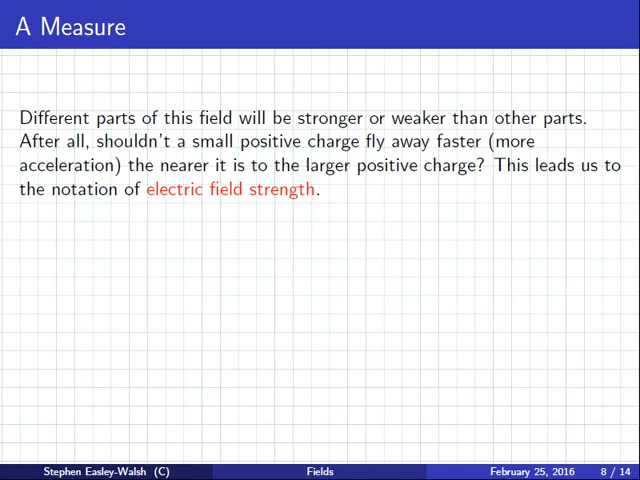 A Measure
Different parts of this field will be stronger or weaker than other parts.
After all, shouldn't a small positive charge fly away faster (more
acceleration) the nearer it is to the larger positive charge? This leads us to
the notation of electric field strength.
Stephen Easley-Walsh (C) Fields February 25, 2016 8 / 14